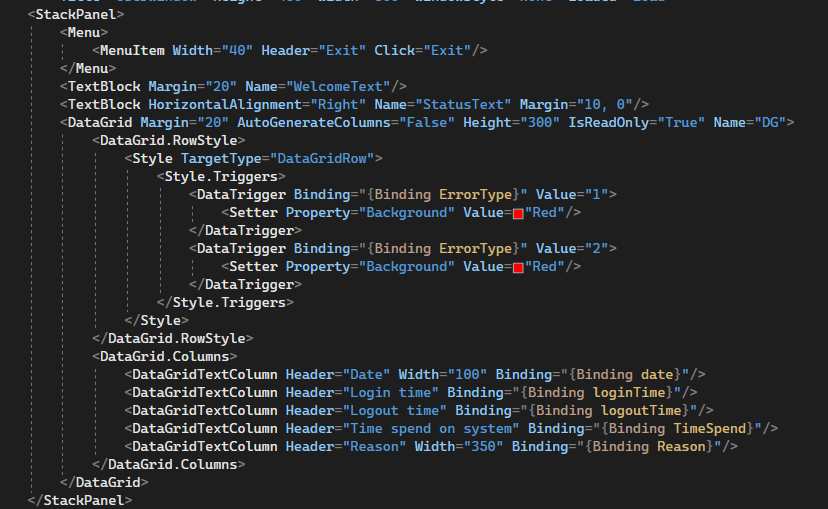 <StackPanel>
<Menu>
<MenuItem Width="40" Header="Exit" Click="Exit"/>
</Menu>
<TextBlock Margin="20" Name="WelcomeText"/>
<TextBlock HorizontalAlignment="Right" Name="StatusText" Margin="10, 0"/>
<DataGrid Margin="20" AutoGenerateColumns="False" Height="300" IsReadOnly="True" Name="DG">
<DataGrid.RowStyle>
<Style TargetType="DataGridRow">
<Style.Triggers>
<DataTrigger Binding="{Binding ErrorType}" Value="1">
<Setter Property="Background" Value="Red"/>
</DataTrigger>
<DataTrigger Binding="{Binding ErrorType}" Value="2">
<Setter Property="Background" Value="Red"/>
</DataTrigger>
</Style.Triggers>
</Style>
</DataGrid.RowStyle>
<DataGrid.Columns>
<DataGridTextColumn Header="Date" Width="100" Binding="{Binding date}"/>
<DataGridTextColumn Header="Login time" Binding="{Binding loginTime}"/>
<DataGridTextColumn Header="Logout time" Binding="{Binding logoutTime}"/>
<DataGridTextColumn Header="Time spend on system" Binding="{Binding TimeSpend}"/>
<DataGridTextColumn Header="Reason" Width="350" Binding="{Binding Reason}"/>
</DataGrid.Columns>
</DataGrid>
</StackPanel>